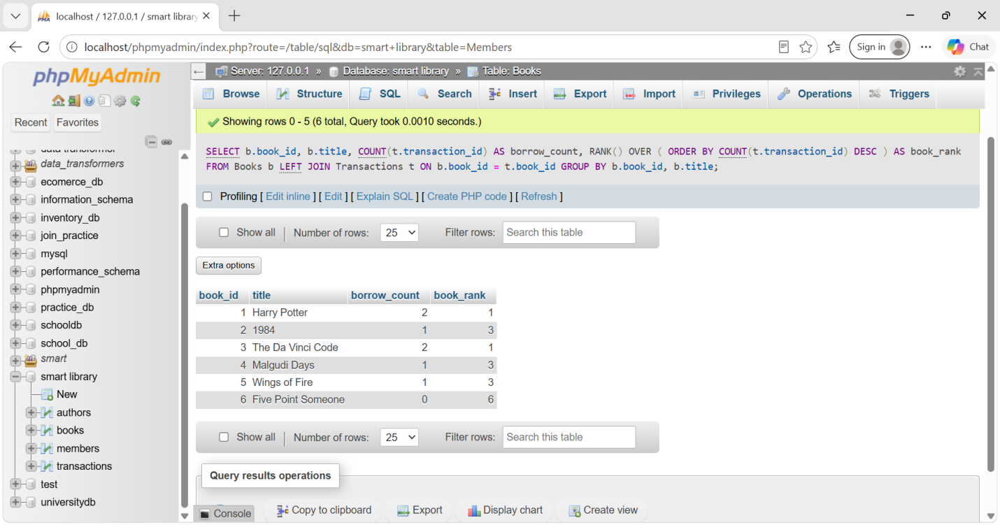 localhost / 127.0.0.1 / smart library
localhost/phpmyadmin/index.php?route=/table/sql&db=smart+library&table=Members
Sign in
Chat
phpMyAdmin
Recent
Favorites
data transformer
data_transformers
ecomerce_db
information_schema
inventory_db
join_practice
mysql
performance_schema
phpmyadmin
practice_db
schooldb
school_db
smart
smart library
New
authors
books
members
transactions
test
universitydb
Server: 127.0.0.1 » Database: smart library » Table: Books
Browse Structure SQL Search Insert Export Import Privileges Operations Triggers
Showing rows 0 - 5 (6 total, Query took 0.0010 seconds.)
SELECT b.book_id, b.title, COUNT(t.transaction_id) AS borrow_count, RANK() OVER ( ORDER BY COUNT(t.transaction_id) DESC ) AS book_rank
FROM Books b LEFT JOIN Transactions t ON b.book_id = t.book_id GROUP BY b.book_id, b.title;
Profiling [ Edit inline ] [ Edit ] [ Explain SQL ] [ Create PHP code ] [ Refresh ]
Show all | Number of rows: 25 Filter rows: Search this table
Extra options
book_id title borrow_count book_rank
1 Harry Potter 2 1
2 1984 1 3
3 The Da Vinci Code 2 1
4 Malgudi Days 1 3
5 Wings of Fire 1 3
6 Five Point Someone 0 6
Show all | Number of rows: 25 Filter rows: Search this table
Query results operations
Console
Copy to clipboard Export Display chart Create view